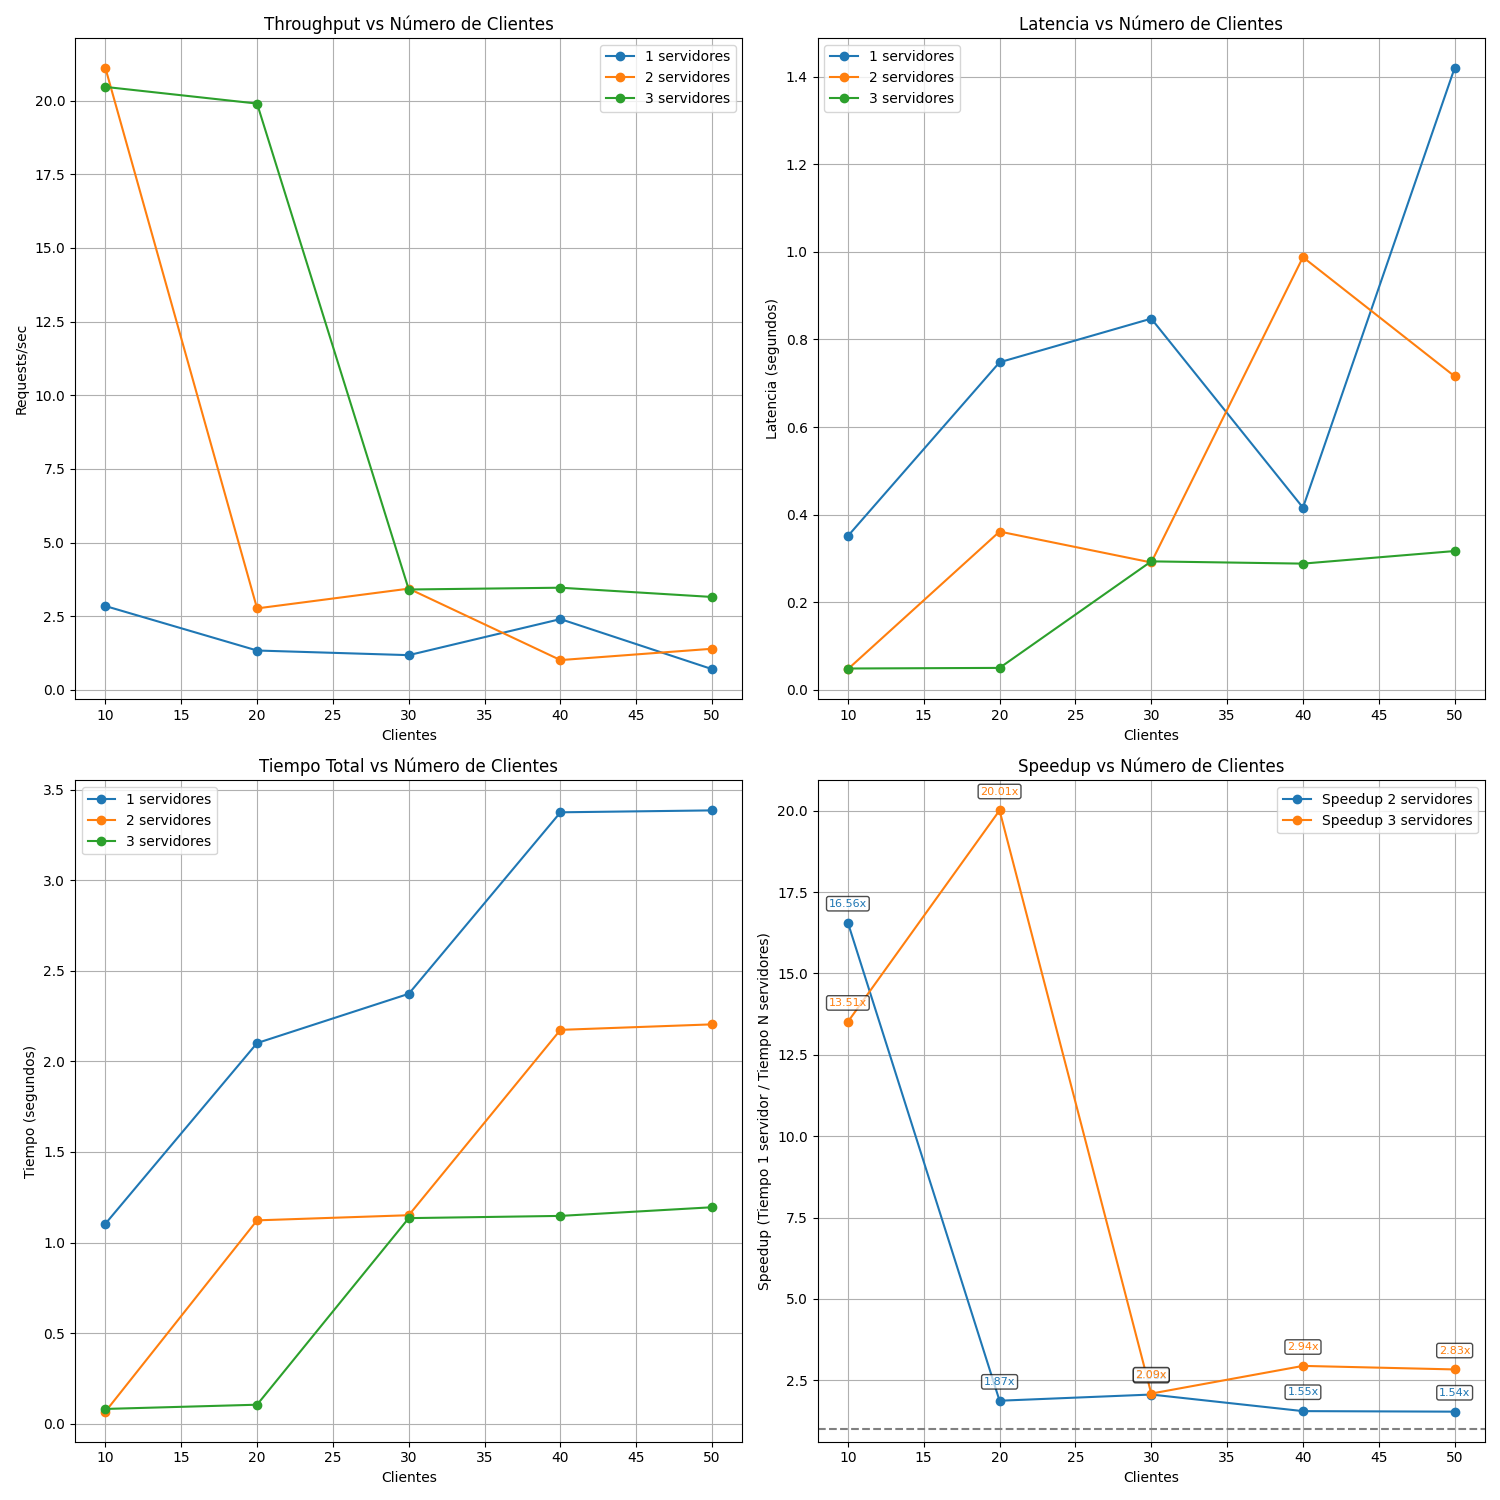 Throughput vs Número de Clientes
1 servidores
2 servidores
3 servidores
20.0
17.5
15.0
12.5
10.0
7.5
5.0
2.5
0.0
Requests/sec
10 15 20 25 30 35 40 45 50
Clientes
Latencia vs Número de Clientes
1 servidores
2 servidores
3 servidores
1.4
1.2
1.0
0.8
0.6
0.4
0.2
0.0
Latencia (segundos)
10 15 20 25 30 35 40 45 50
Clientes
Tiempo Total vs Número de Clientes
1 servidores
2 servidores
3 servidores
3.5
3.0
2.5
2.0
1.5
1.0
0.5
0.0
Tiempo (segundos)
10 15 20 25 30 35 40 45 50
Clientes
Speedup vs Número de Clientes
Speedup 2 servidores
Speedup 3 servidores
20.0
17.5
15.0
12.5
10.0
7.5
5.0
2.5
Speedup (Tiempo 1 servidor / Tiempo N servidores)
20.01x
16.56x
13.51x
1.87x
2.09x
2.94x
2.83x
1.55x
1.54x
10 15 20 25 30 35 40 45 50
Clientes